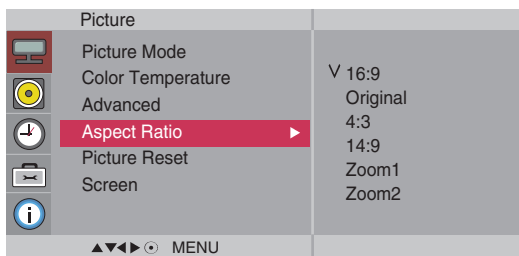 Picture
Picture Mode
Color Temperature
Advanced
Aspect Ratio
Picture Reset
Screen
16:9
Original
4:3
14:9
Zoom1
Zoom2
MENU